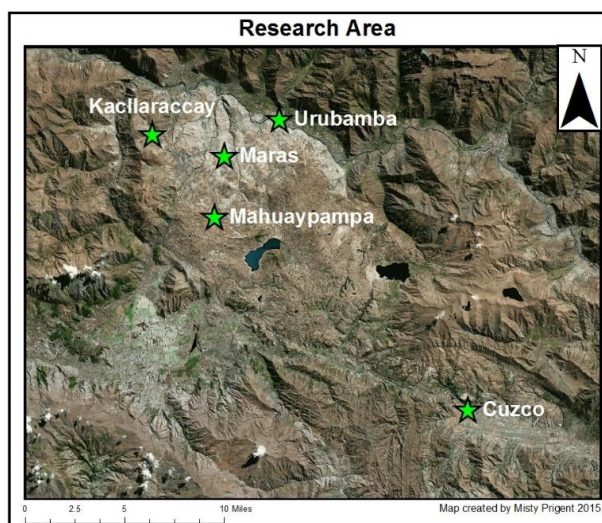 Research Area
N
Kacllaraccay
Urubamba
Maras
Mahuaypampa
Cuzco
0 2.5 5 10 Miles
Map created by Misty Prigent 2015